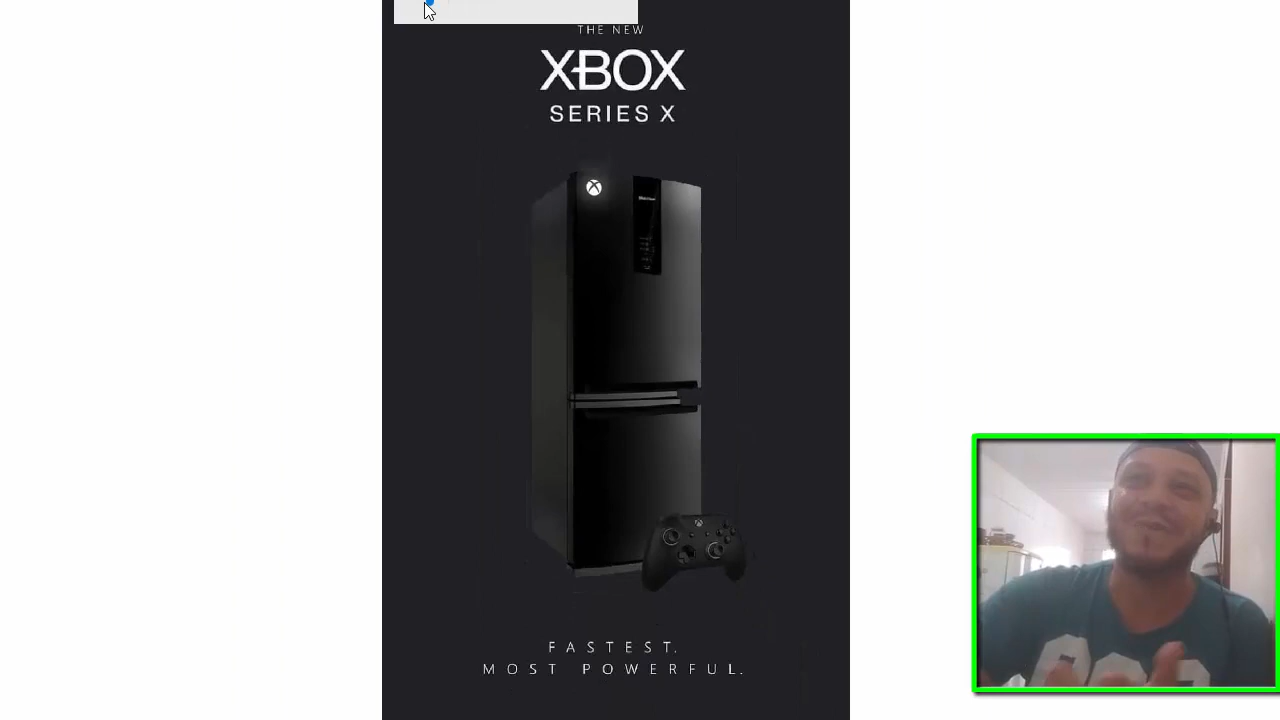 THE NEW
XBOX
SERIES X
FASTEST.
MOST POWERFUL.